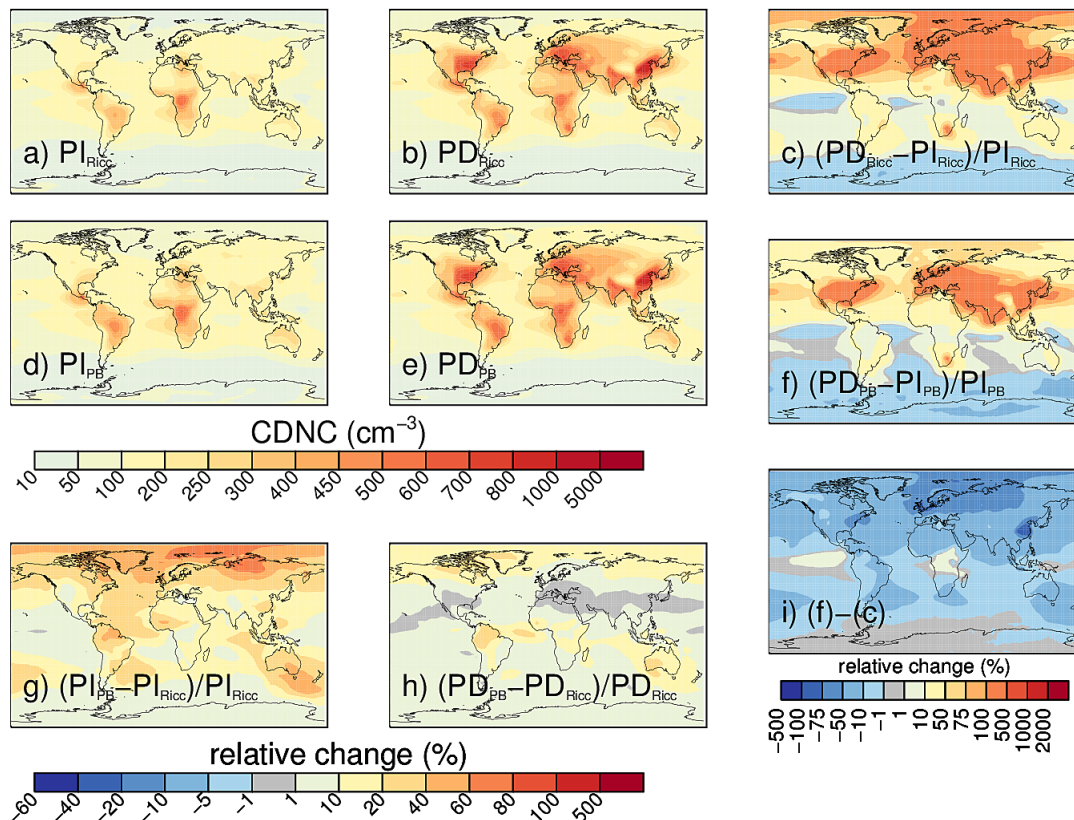 a) PI_Ricc
b) PD_Ricc
c) (PD_Ricc−PI_Ricc)/PI_Ricc
d) PI_PB
e) PD_PB
f) (PD_PB−PI_PB)/PI_PB
CDNC (cm⁻³)
10 50 100 200 250 300 400 450 500 600 700 800 1000 5000
g) (PI_PB−PI_Ricc)/PI_Ricc
h) (PD_PB−PD_Ricc)/PD_Ricc
i) (f)−(c)
relative change (%)
-500 -100 -75 -50 -10 -1 1 10 50 75 100 500 1000 2000
relative change (%)
-60 -40 -20 -10 -5 -1 1 10 20 40 60 80 100 500